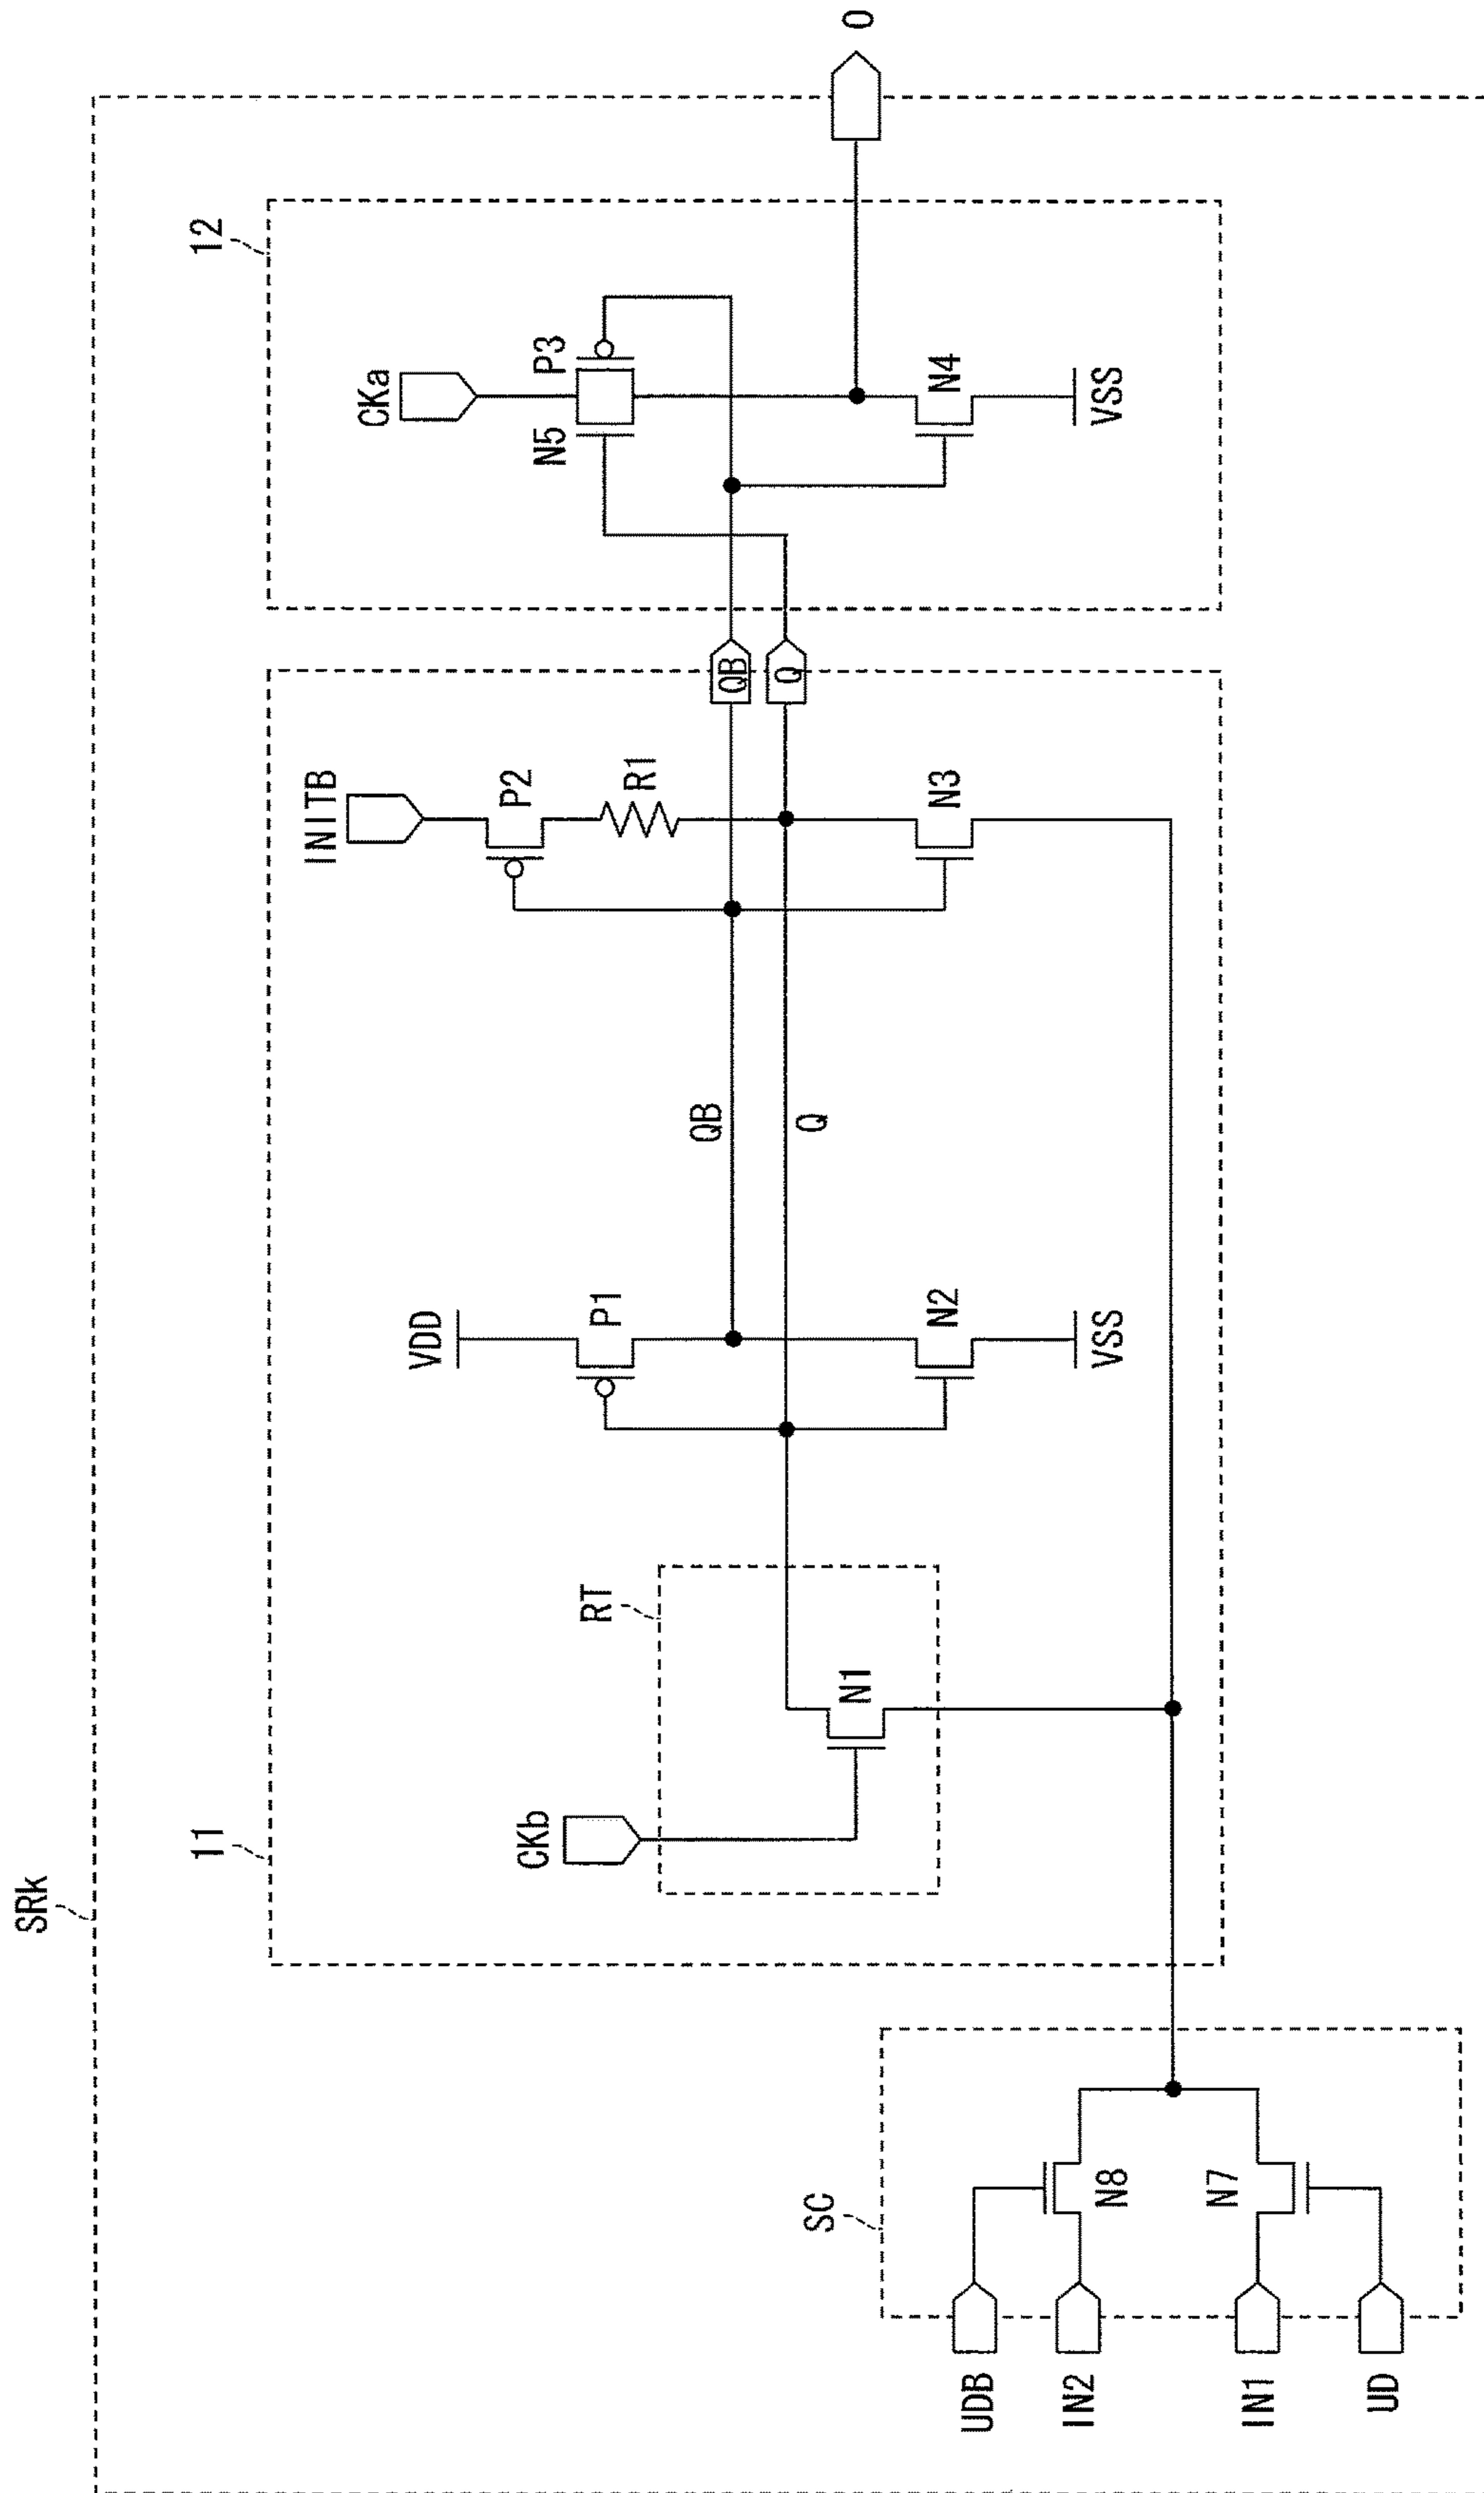 SRk
11
12
SC
UDB
IN2
IN1
UD
N8
N7
RT
CKb
N1
VDD
P1
N2
VSS
QB
Q
INITB
P2
R1
N3
QB
Q
CKa
N5
P3
N4
VSS
O